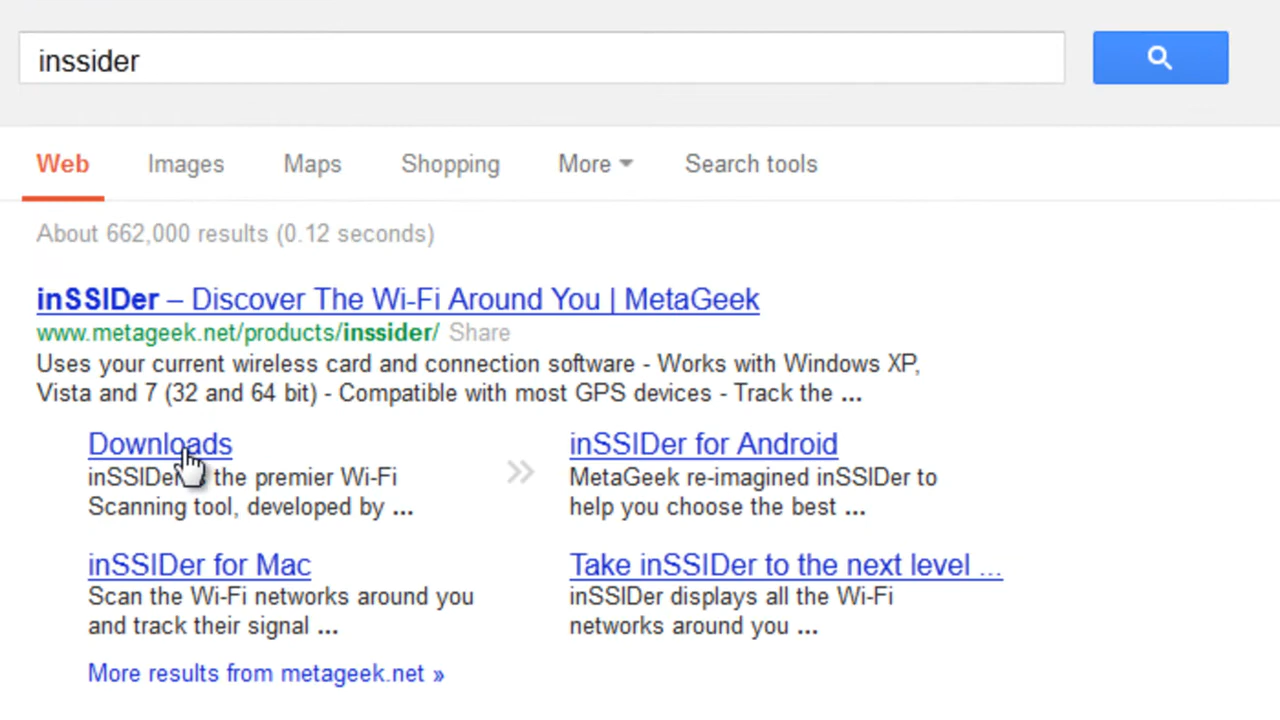 inssider
Web Images Maps Shopping More Search tools
About 662,000 results (0.12 seconds)
inSSIDer – Discover The Wi-Fi Around You | MetaGeek
www.metageek.net/products/inssider/ Share
Uses your current wireless card and connection software - Works with Windows XP,
Vista and 7 (32 and 64 bit) - Compatible with most GPS devices - Track the ...
Downloads
inSSIDer the premier Wi-Fi
Scanning tool, developed by ...
inSSIDer for Android
MetaGeek re-imagined inSSIDer to
help you choose the best ...
inSSIDer for Mac
Scan the Wi-Fi networks around you
and track their signal ...
Take inSSIDer to the next level ...
inSSIDer displays all the Wi-Fi
networks around you ...
More results from metageek.net »